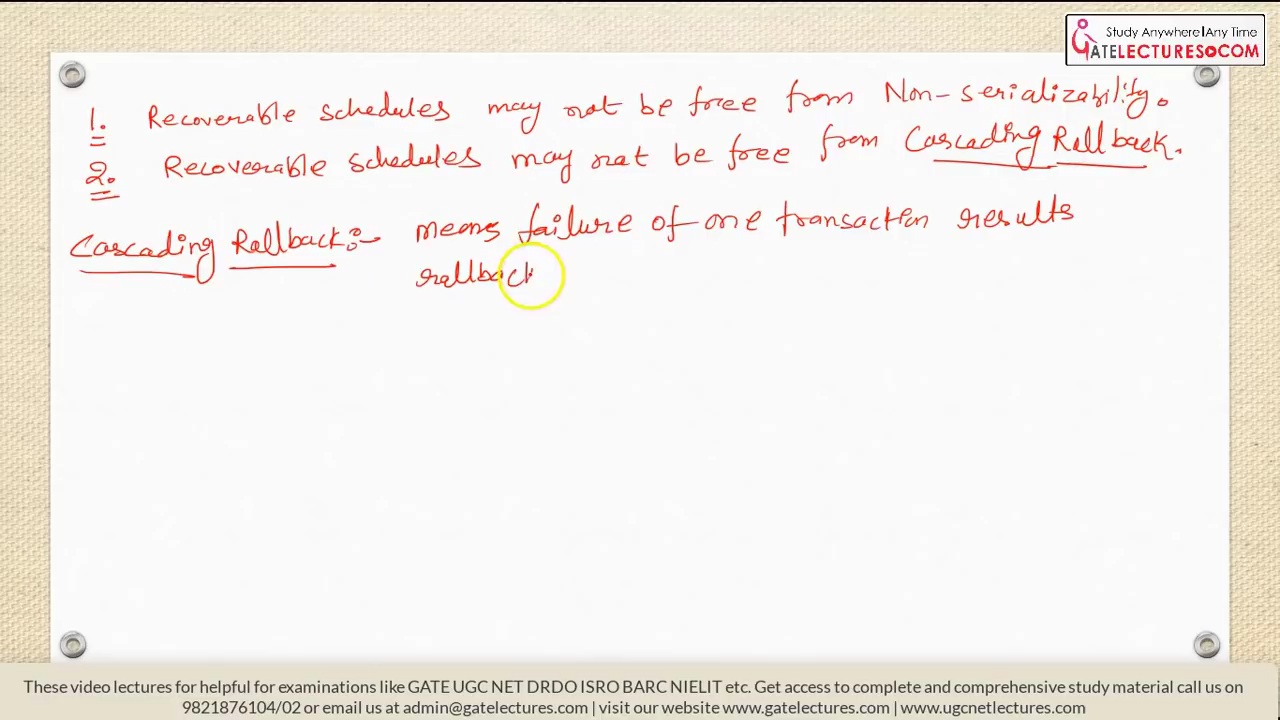 Study Anywhere|Any Time
GATELECTURES.COM
1. Recoverable schedules may not be free from Non-serializability.
2. Recoverable schedules may not be free from Cascading Rollback.
Cascading Rollback:- means failure of one transaction results
rollback
These video lectures for helpful for examinations like GATE UGC NET DRDO ISRO BARC NIELIT etc. Get access to complete and comprehensive study material call us on
9821876104/02 or email us at admin@gatelectures.com | visit our website www.gatelectures.com | www.ugcnetlectures.com